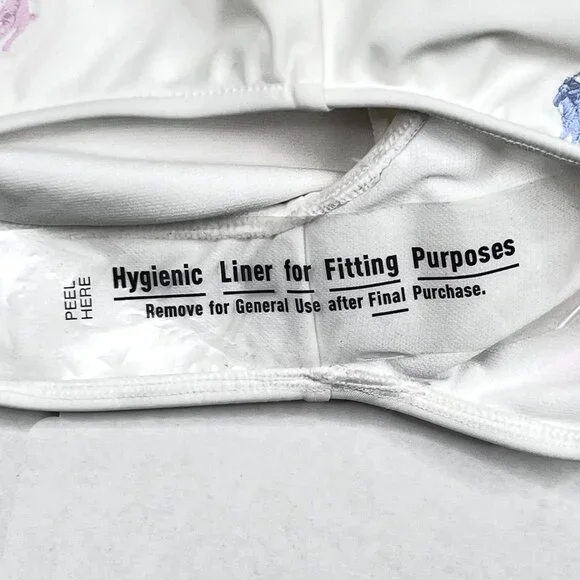 PEEL
HERE
Hygienic Liner for Fitting Purposes
Remove for General Use after Final Purchase.